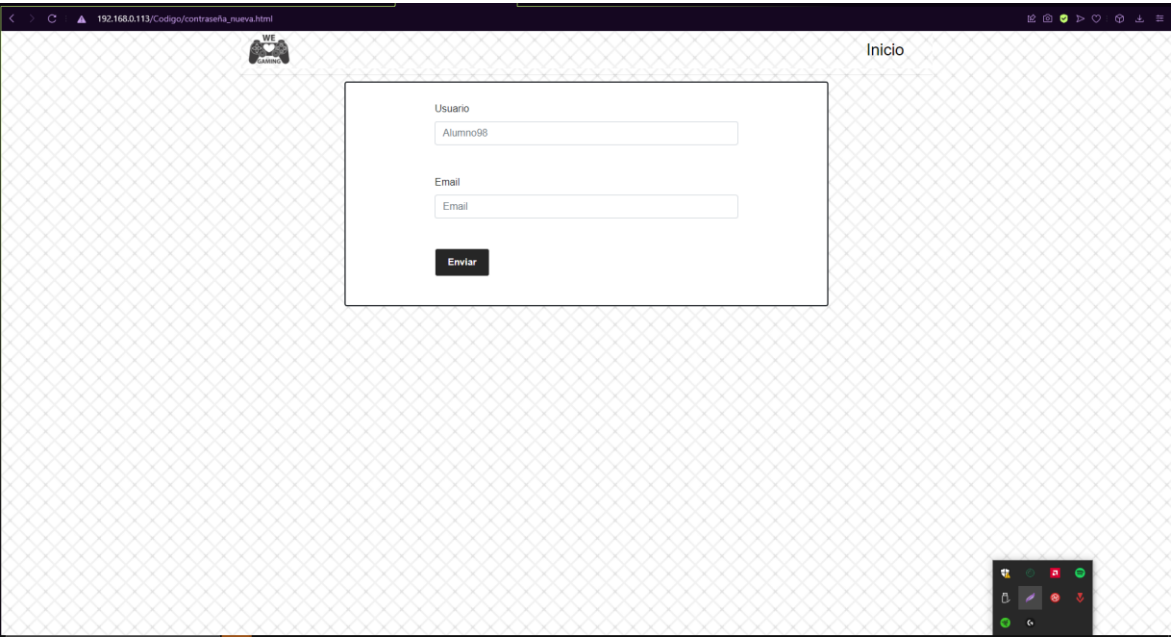 192.168.0.113/Codigo/contraseña_nueva.html
WE
GAMING
Inicio
Usuario
Alumno98
Email
Email
Enviar